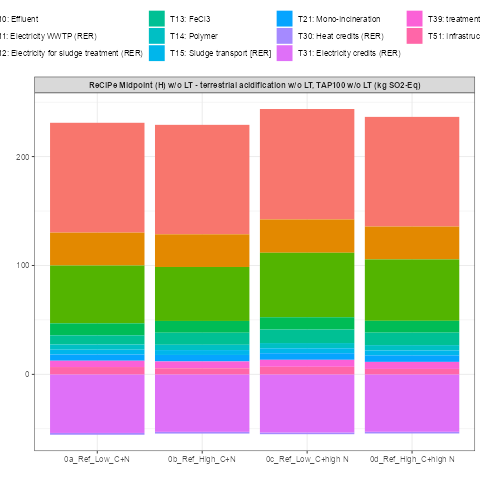 10: Effluent T13: FeCl3 T21: Mono-incineration T39: treatment
11: Electricity WWTP (RER) T14: Polymer T30: Heat credits (RER) T51: Infrastruc
12: Electricity for sludge treatment (RER) T15: Sludge transport [RER] T31: Electricity credits (RER)
ReCiPe Midpoint (H) w/o LT - terrestrial acidification w/o LT, TAP100 w/o LT (kg SO2-Eq)
200
100
0
0a_Ref_Low_C+N 0b_Ref_High_C+N 0c_Ref_Low_C+high N 0d_Ref_High_C+high N